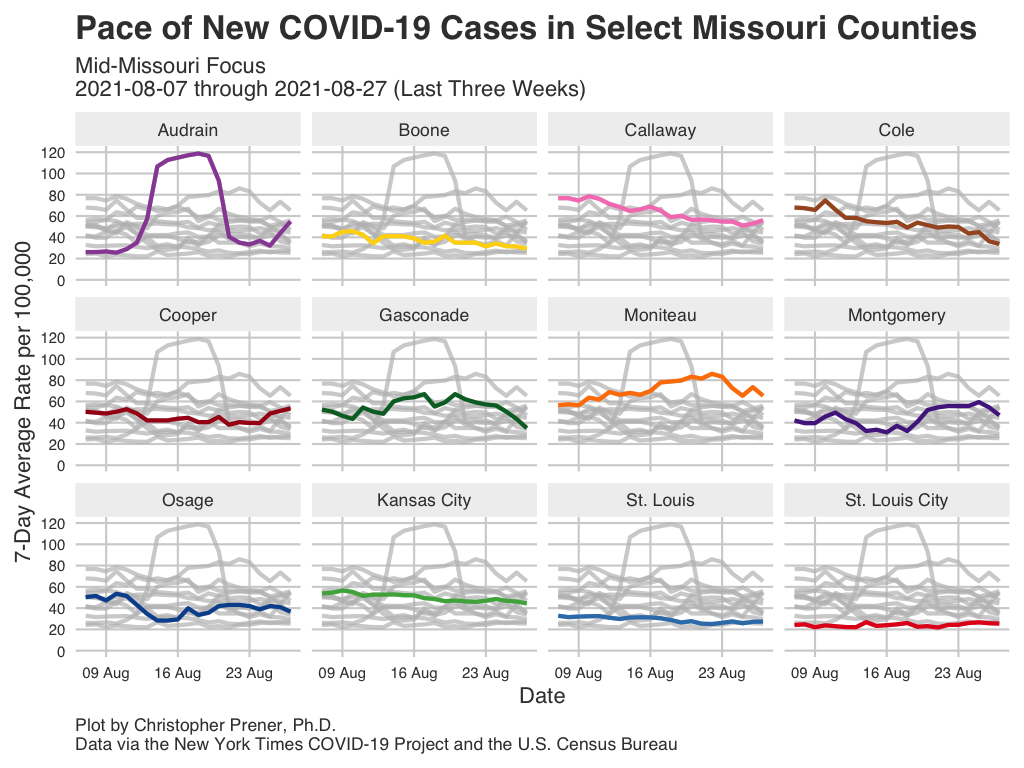 Pace of New COVID-19 Cases in Select Missouri Counties
Mid-Missouri Focus
2021-08-07 through 2021-08-27 (Last Three Weeks)
Audrain Boone Callaway Cole
120
100
80
60
40
20
0
Cooper Gasconade Moniteau Montgomery
120
100
80
60
40
20
0
Osage Kansas City St. Louis St. Louis City
120
100
80
60
40
20
0
7-Day Average Rate per 100,000
09 Aug 16 Aug 23 Aug 09 Aug 16 Aug 23 Aug 09 Aug 16 Aug 23 Aug 09 Aug 16 Aug 23 Aug
Date
Plot by Christopher Prener, Ph.D.
Data via the New York Times COVID-19 Project and the U.S. Census Bureau